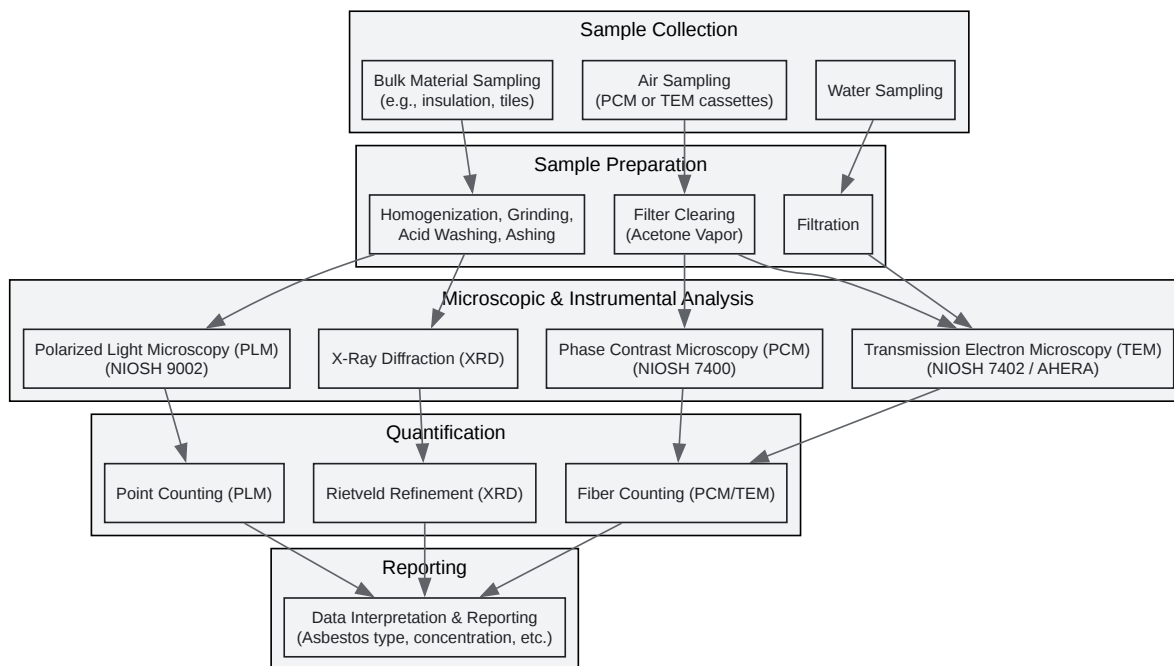 Sample Collection
Bulk Material Sampling
(e.g., insulation, tiles)
Air Sampling
(PCM or TEM cassettes)
Water Sampling
Sample Preparation
Homogenization, Grinding,
Acid Washing, Ashing
Filter Clearing
(Acetone Vapor)
Filtration
Microscopic & Instrumental Analysis
Polarized Light Microscopy (PLM)
(NIOSH 9002)
X-Ray Diffraction (XRD)
Phase Contrast Microscopy (PCM)
(NIOSH 7400)
Transmission Electron Microscopy (TEM)
(NIOSH 7402 / AHERA)
Quantification
Point Counting (PLM)
Rietveld Refinement (XRD)
Fiber Counting (PCM/TEM)
Reporting
Data Interpretation & Reporting
(Asbestos type, concentration, etc.)